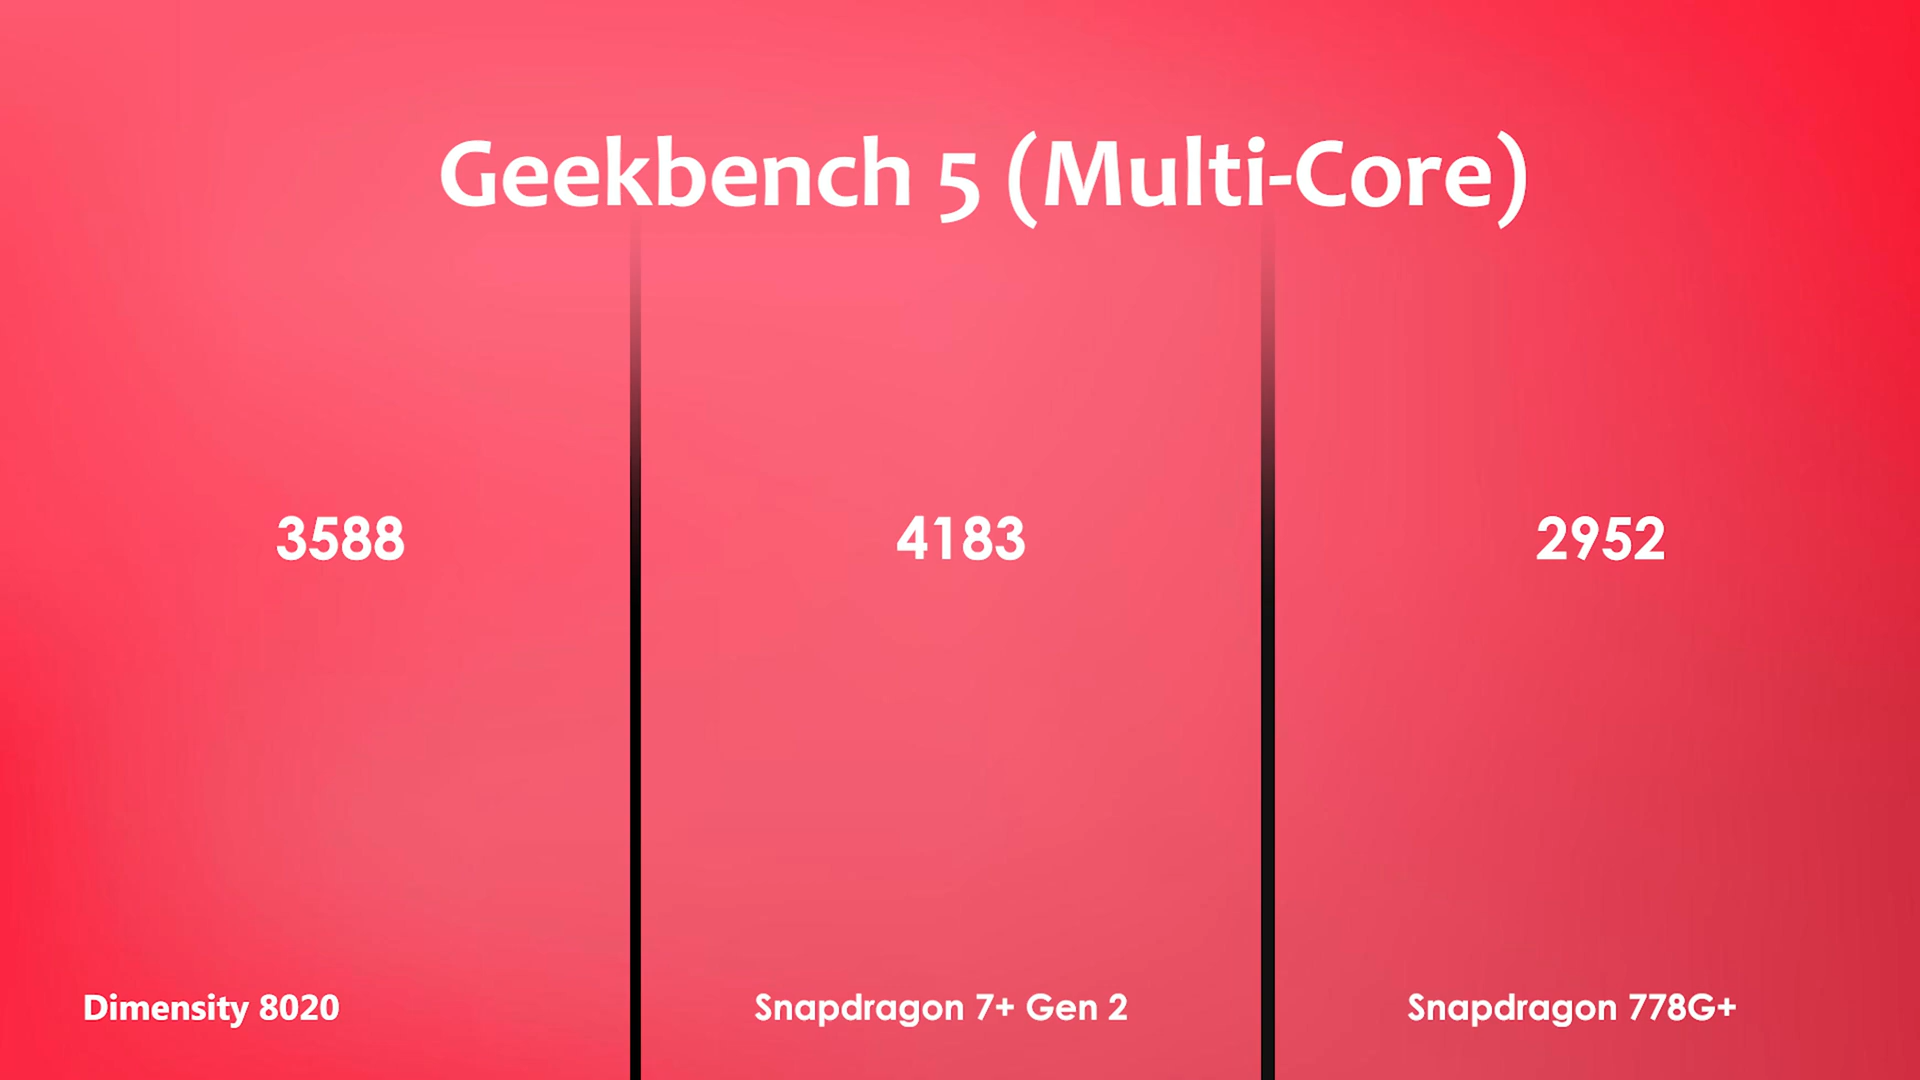 Geekbench 5 (Multi-Core)
3588
4183
2952
Dimensity 8020
Snapdragon 7+ Gen 2
Snapdragon 778G+